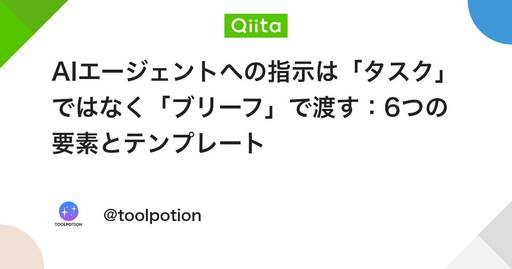 Qiita
AIエージェントへの指示は「タスク」
ではなく「ブリーフ」で渡す：6つの
要素とテンプレート
TOOLPOTION
@toolpotion